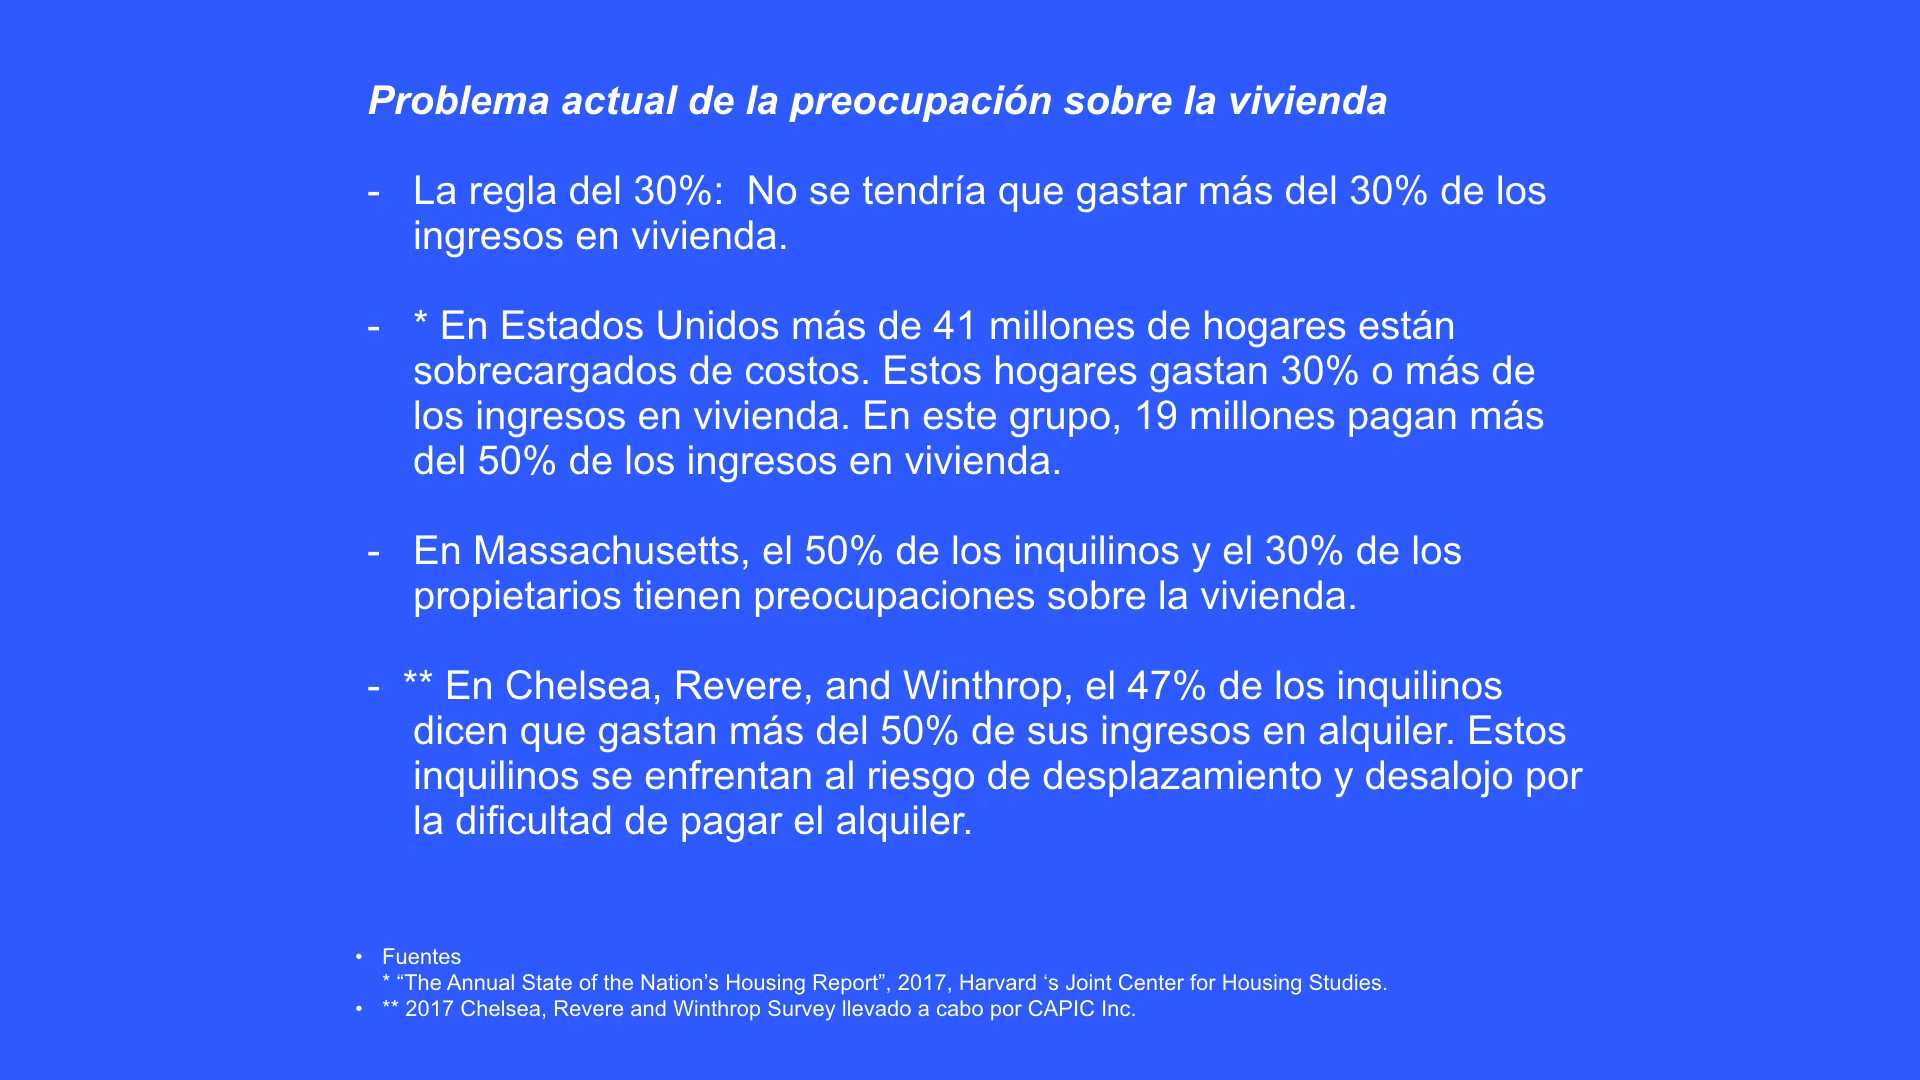 Problema actual de la preocupación sobre la vivienda
- La regla del 30%:  No se tendría que gastar más del 30% de los
ingresos en vivienda.
- * En Estados Unidos más de 41 millones de hogares están
sobrecargados de costos. Estos hogares gastan 30% o más de
los ingresos en vivienda. En este grupo, 19 millones pagan más
del 50% de los ingresos en vivienda.
- En Massachusetts, el 50% de los inquilinos y el 30% de los
propietarios tienen preocupaciones sobre la vivienda.
- ** En Chelsea, Revere, and Winthrop, el 47% de los inquilinos
dicen que gastan más del 50% de sus ingresos en alquiler. Estos
inquilinos se enfrentan al riesgo de desplazamiento y desalojo por
la dificultad de pagar el alquiler.
• Fuentes
* “The Annual State of the Nation’s Housing Report”, 2017, Harvard ‘s Joint Center for Housing Studies.
• ** 2017 Chelsea, Revere and Winthrop Survey llevado a cabo por CAPIC Inc.